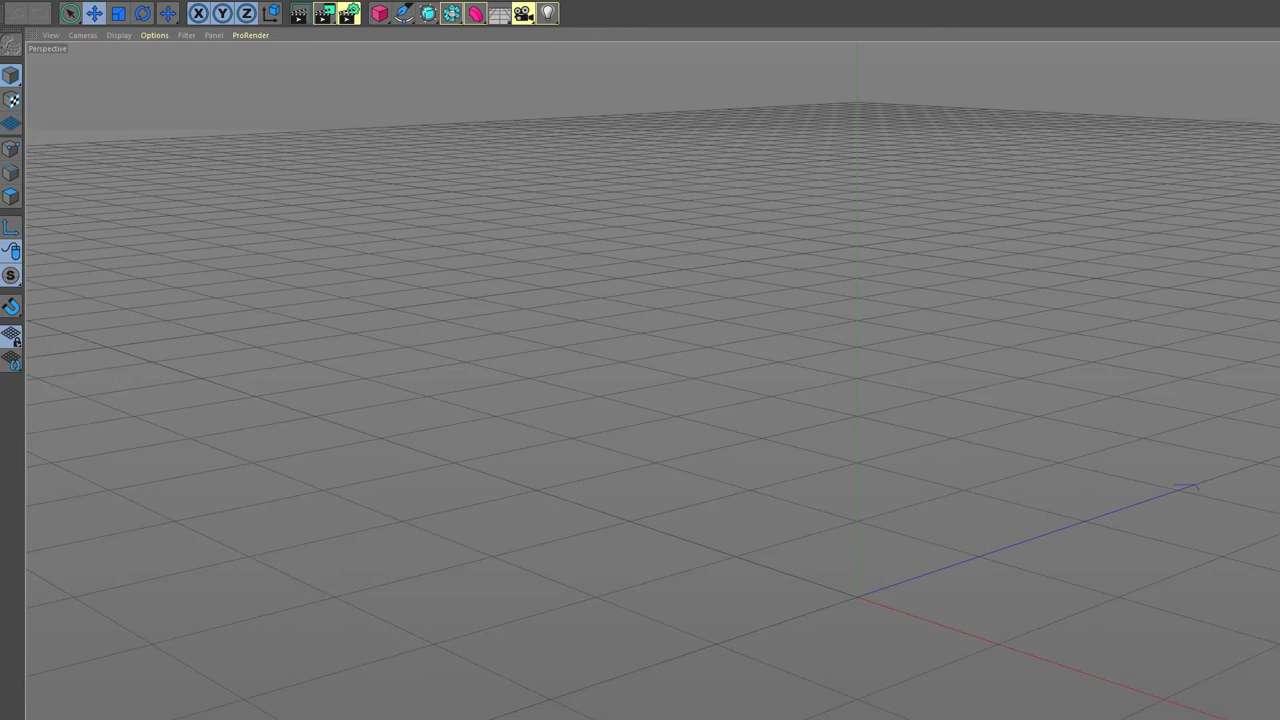 X Y Z
View Cameras Display Options Filter Panel ProRender
Perspective
S